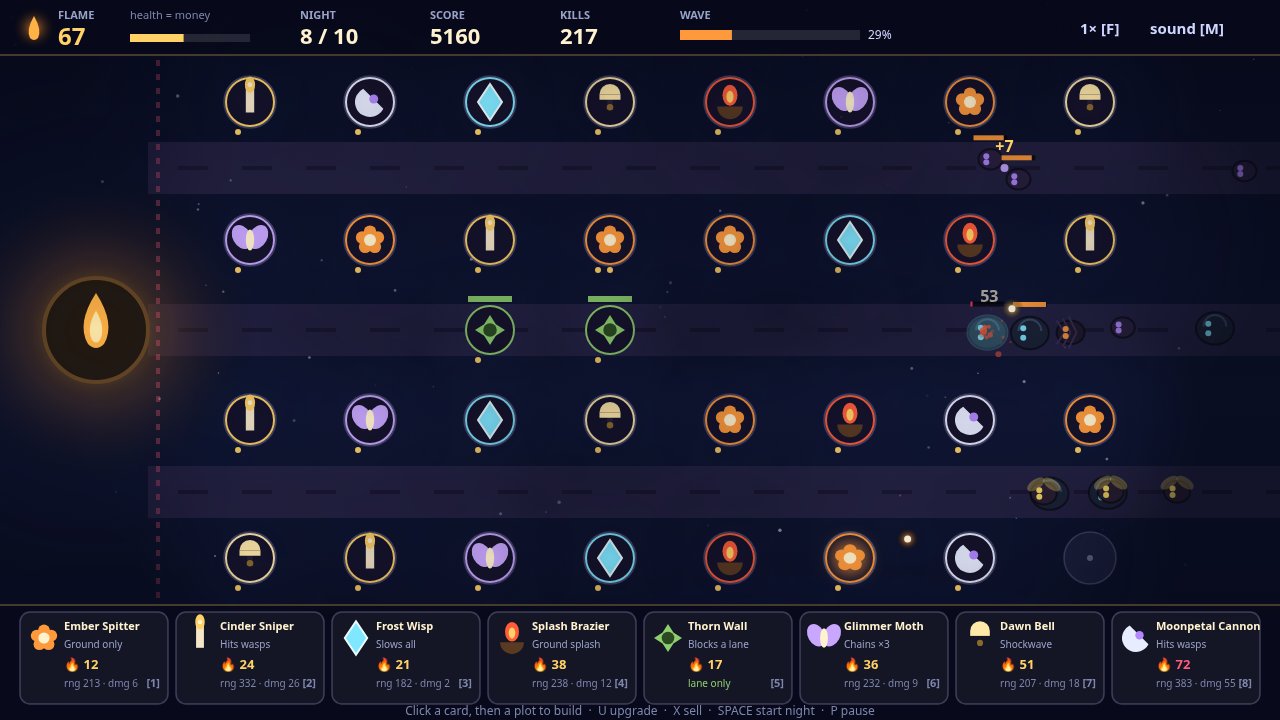 FLAME
67
health = money
NIGHT
8 / 10
SCORE
5160
KILLS
217
WAVE
29%
1× [F]
sound [M]
+7
53
Ember Spitter
Ground only
🔥 12
rng 213 · dmg 6 [1]
Cinder Sniper
Hits wasps
🔥 24
rng 332 · dmg 26 [2]
Frost Wisp
Slows all
🔥 21
rng 182 · dmg 2 [3]
Splash Brazier
Ground splash
🔥 38
rng 238 · dmg 12 [4]
Thorn Wall
Blocks a lane
🔥 17
lane only [5]
Glimmer Moth
Chains ×3
🔥 36
rng 232 · dmg 9 [6]
Dawn Bell
Shockwave
🔥 51
rng 207 · dmg 18 [7]
Moonpetal Cannon
Hits wasps
🔥 72
rng 383 · dmg 55 [8]
Click a card, then a plot to build · U upgrade · X sell · SPACE start night · P pause